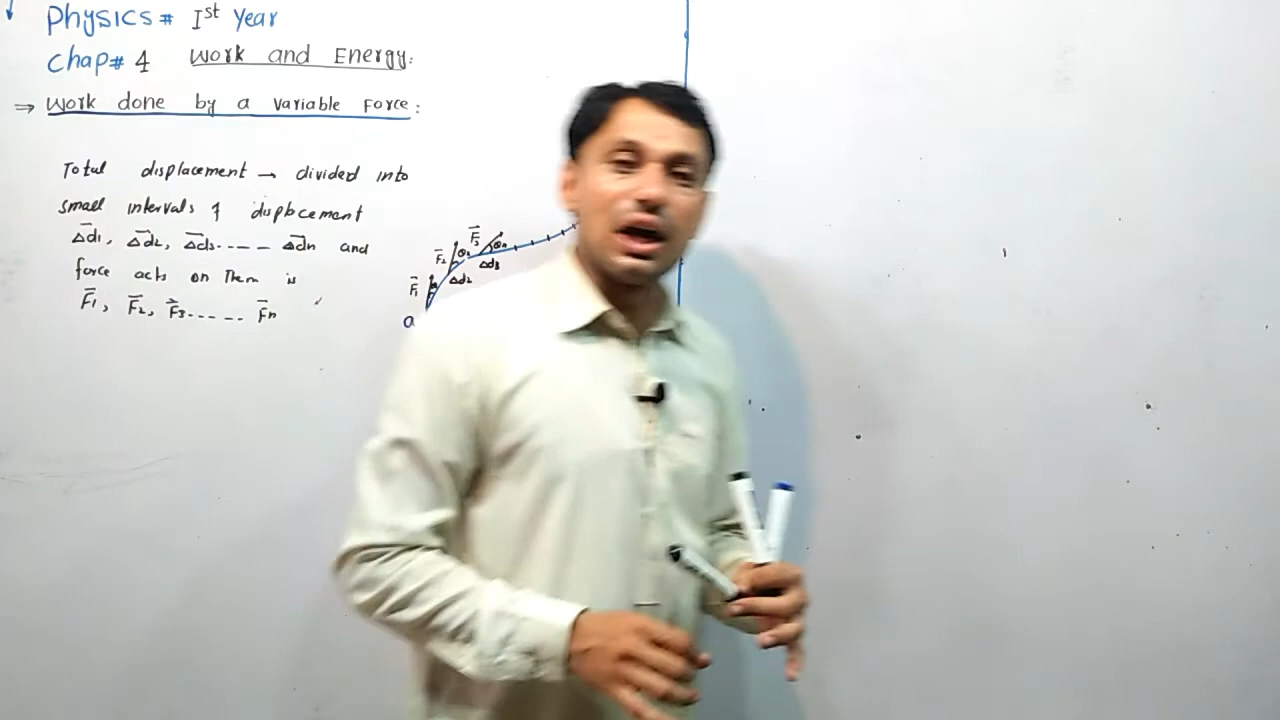 Physics # Ist Year
Chap# 4 Work and Energy:
⇒ Work done by a variable Force:
Total displacement → divided into
small intervals of displacement
Δd1, Δd2, Δd3----- Δdn and
force acts on them is
F1, F2, F3------ Fn
F3 θn
F2 θ2 Δd3
F1 Δd2
a